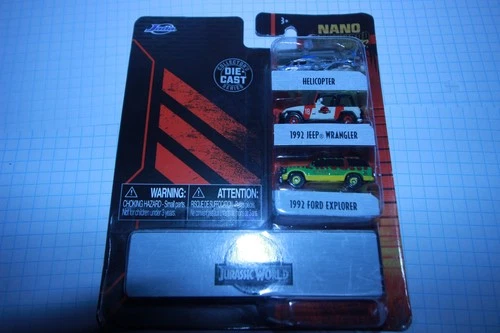 Jada
3+
NANO
COLLECTOR'S
DIE-
CAST
SERIES
HELICOPTER
1992 JEEP® WRANGLER
1992 FORD EXPLORER
WARNING:
CHOKING HAZARD - Small parts.
Not for children under 3 years.
ATTENTION:
JURASSIC WORLD